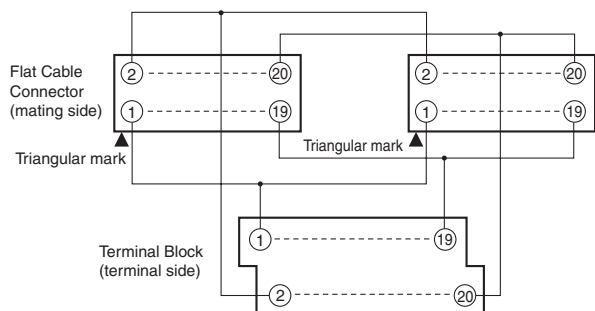 2 20 2 20
Flat Cable
Connector
(mating side)
1 19 1 19
Triangular mark
Triangular mark
1 19
Terminal Block
(terminal side)
2 20